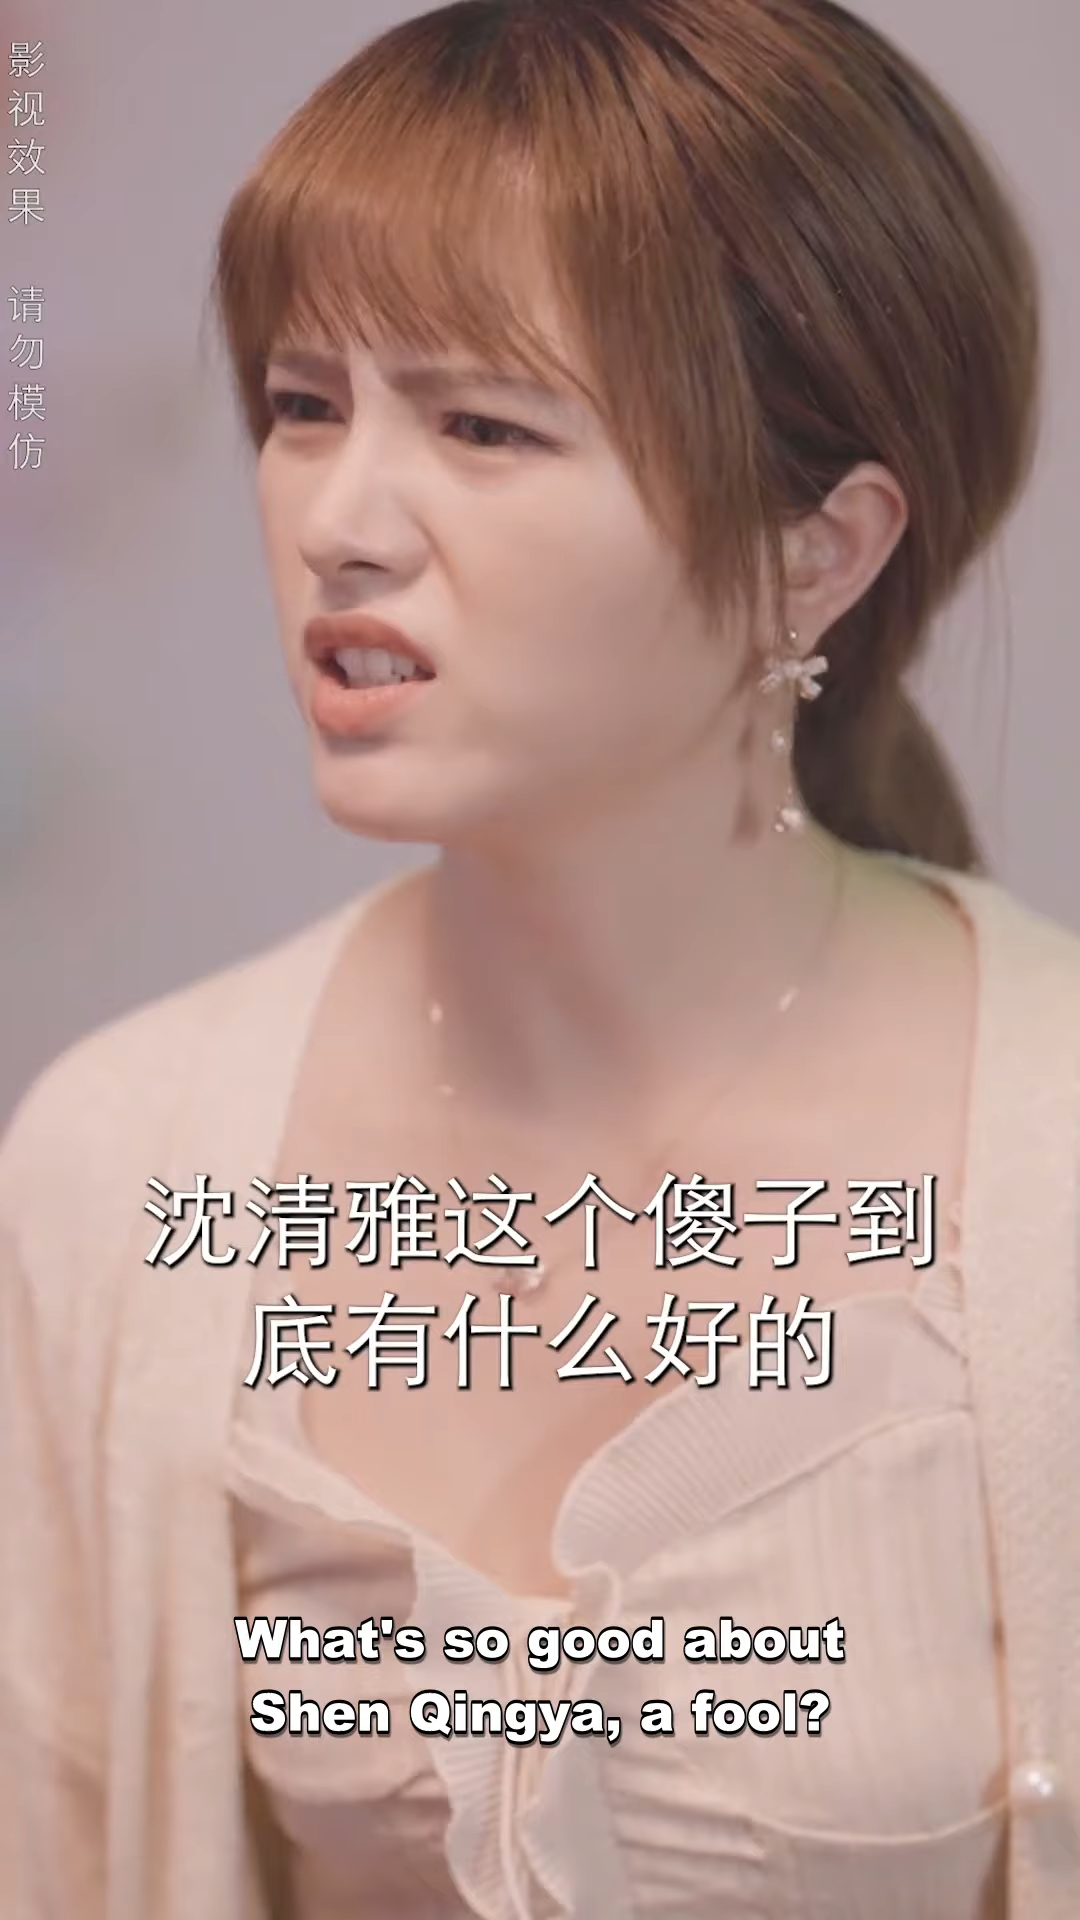 影视效果 请勿模仿
沈清雅这个傻子到
底有什么好的
What's so good about
Shen Qingya, a fool?